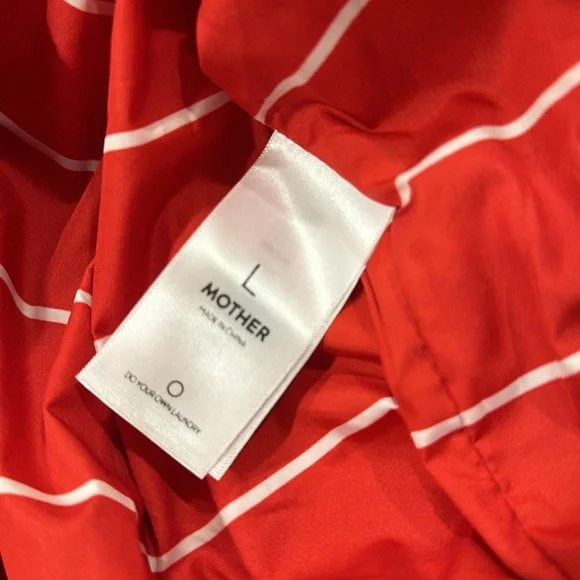 L
MOTHER
MADE IN CHINA
O
DO YOUR OWN LAUNDRY